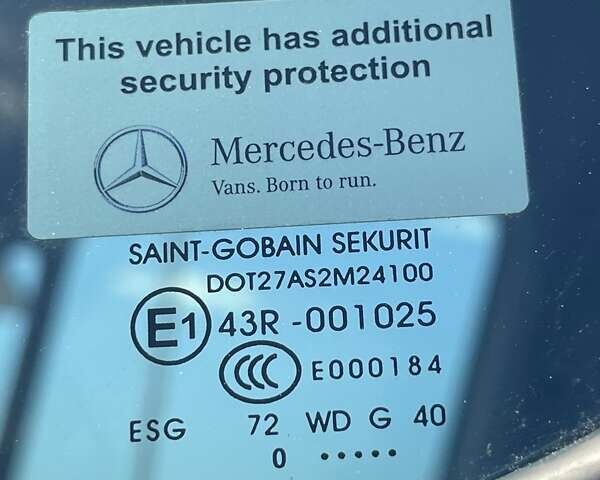 This vehicle has additional
security protection
Mercedes-Benz
Vans. Born to run.
SAINT-GOBAIN SEKURIT
DOT27AS2M24100
E1 43R -001025
CCC E000184
ESG 72 WD G 40
0 •••••